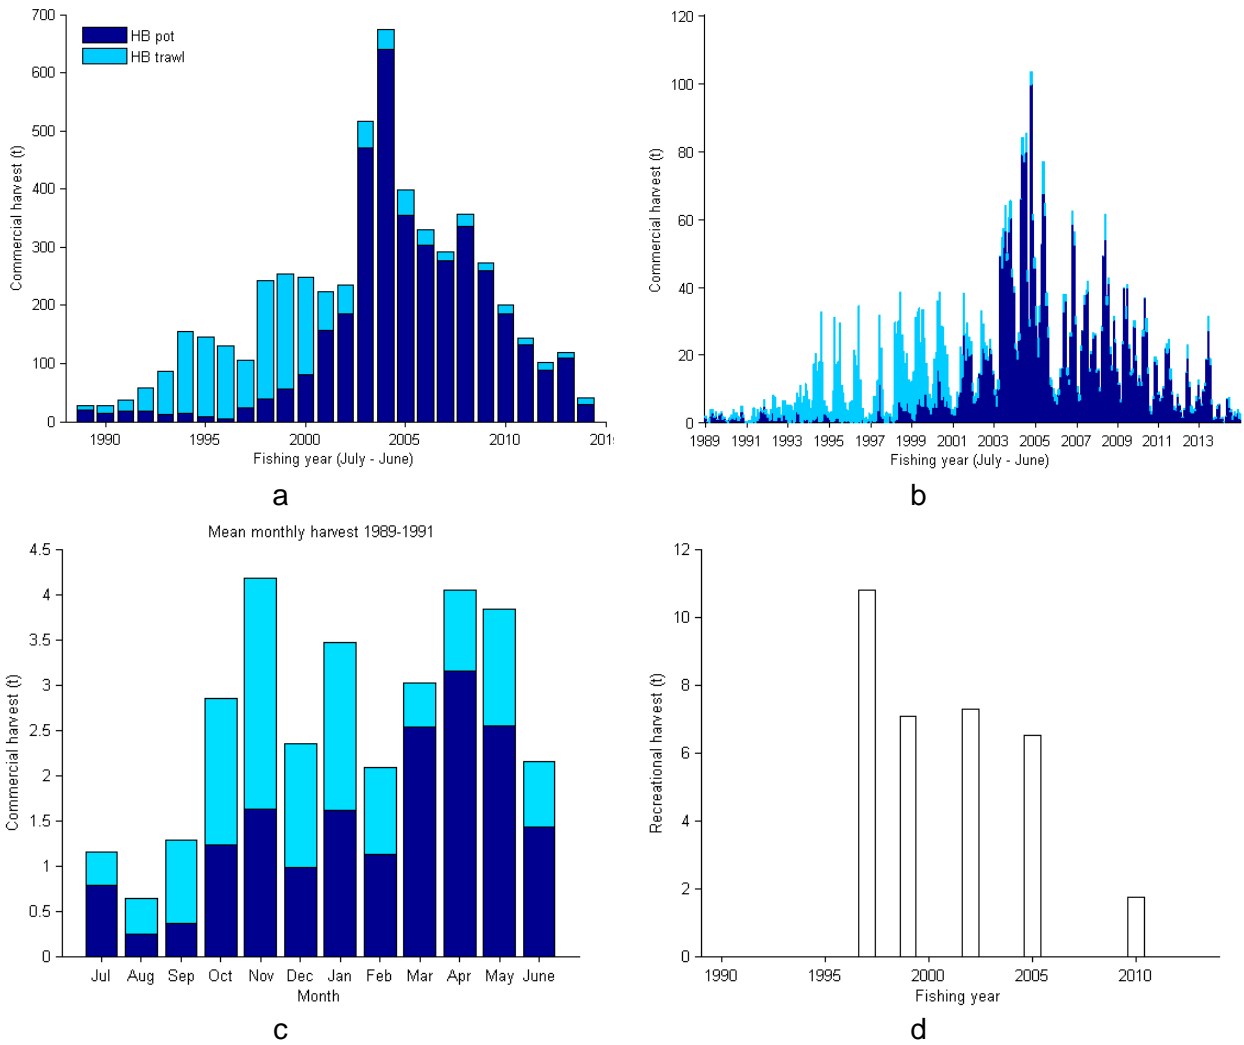 700
600
500
400
300
200
100
0
HB pot
HB trawl
Commercial harvest (t)
1990 1995 2000 2005 2010 201
Fishing year (July - June)
a
120
100
80
60
40
20
0
Commercial harvest (t)
1989 1991 1993 1995 1997 1999 2001 2003 2005 2007 2009 2011 2013
Fishing year (July - June)
b
Mean monthly harvest 1989-1991
4.5
4
3.5
3
2.5
2
1.5
1
0.5
0
Commercial harvest (t)
Jul Aug Sep Oct Nov Dec Jan Feb Mar Apr May June
Month
c
12
10
8
6
4
2
0
Recreational harvest (t)
1990 1995 2000 2005 2010
Fishing year
d